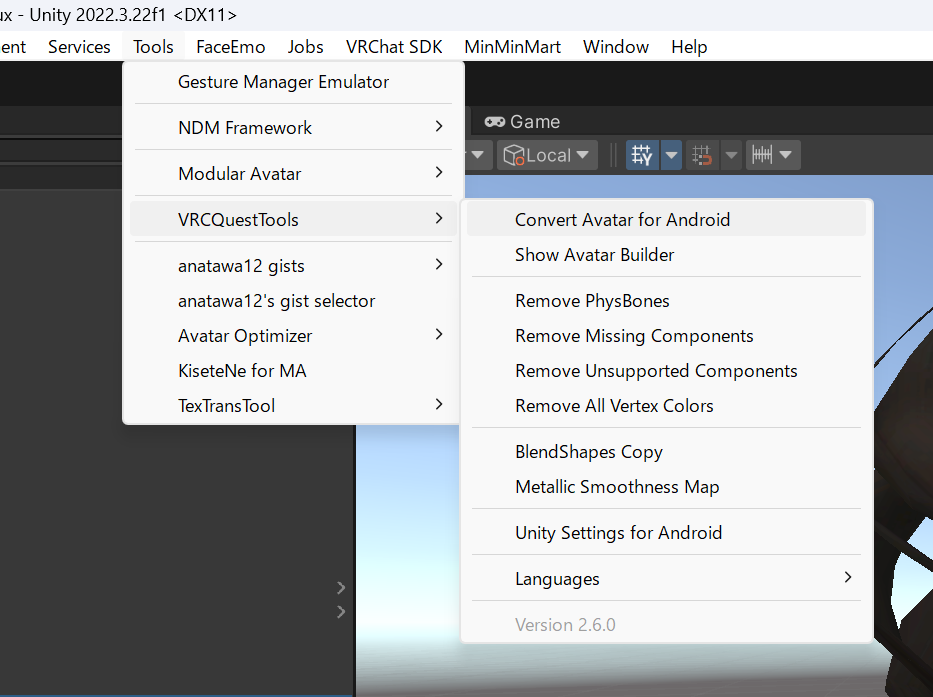 ux - Unity 2022.3.22f1 <DX11>
ent Services Tools FaceEmo Jobs VRChat SDK MinMinMart Window Help
Gesture Manager Emulator
NDM Framework
Modular Avatar
VRCQuestTools
anatawa12 gists
anatawa12's gist selector
Avatar Optimizer
KiseteNe for MA
TexTransTool
Game
Local
Convert Avatar for Android
Show Avatar Builder
Remove PhysBones
Remove Missing Components
Remove Unsupported Components
Remove All Vertex Colors
BlendShapes Copy
Metallic Smoothness Map
Unity Settings for Android
Languages
Version 2.6.0